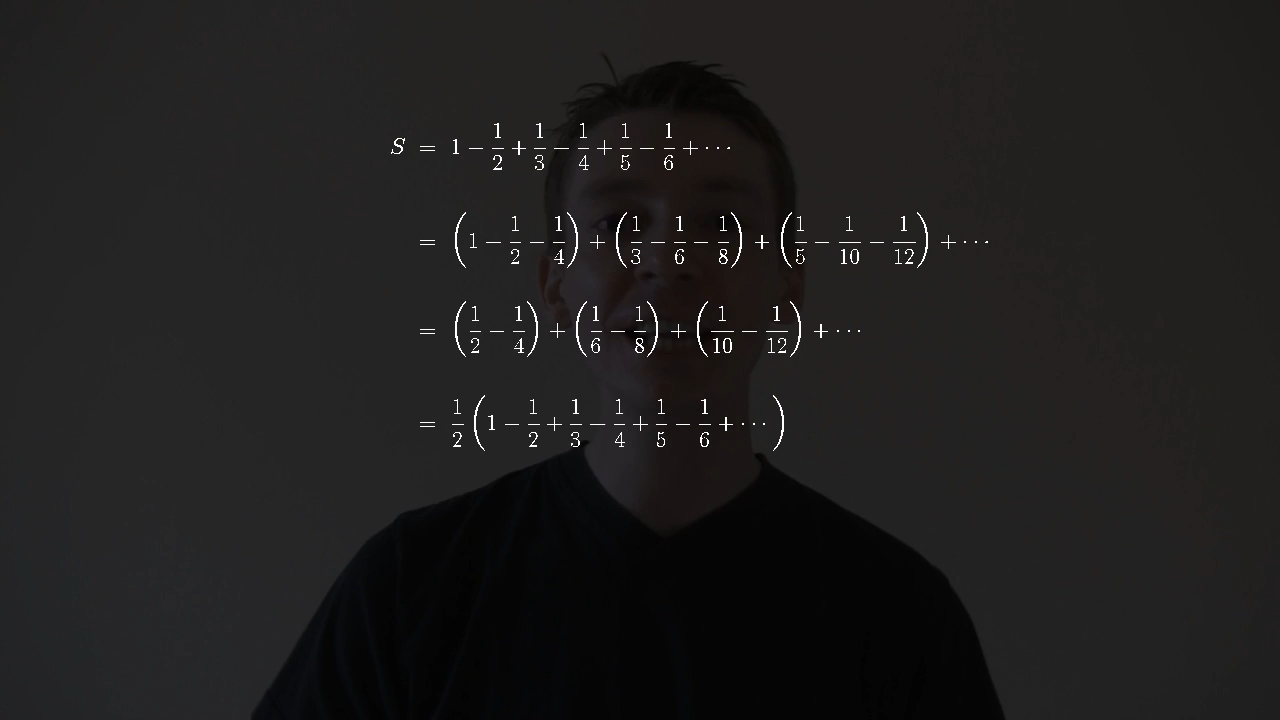 S = 1 − 1/2 + 1/3 − 1/4 + 1/5 − 1/6 + ⋯
= (1 − 1/2 − 1/4) + (1/3 − 1/6 − 1/8) + (1/5 − 1/10 − 1/12) + ⋯
= (1/2 − 1/4) + (1/6 − 1/8) + (1/10 − 1/12) + ⋯
= 1/2 (1 − 1/2 + 1/3 − 1/4 + 1/5 − 1/6 + ⋯)